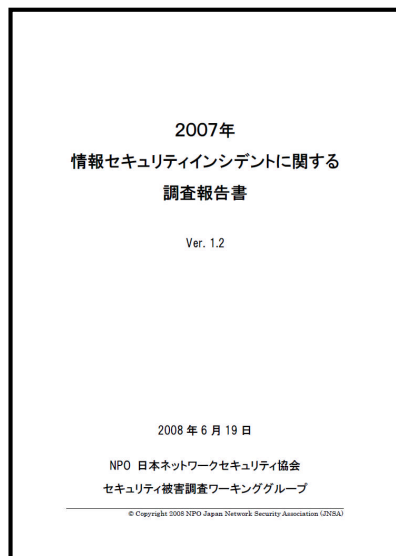 2007年
情報セキュリティインシデントに関する
調査報告書
Ver. 1.2
2008 年 6 月 19 日
NPO 日本ネットワークセキュリティ協会
セキュリティ被害調査ワーキンググループ
© Copyright 2008 NPO Japan Network Security Association (JNSA)